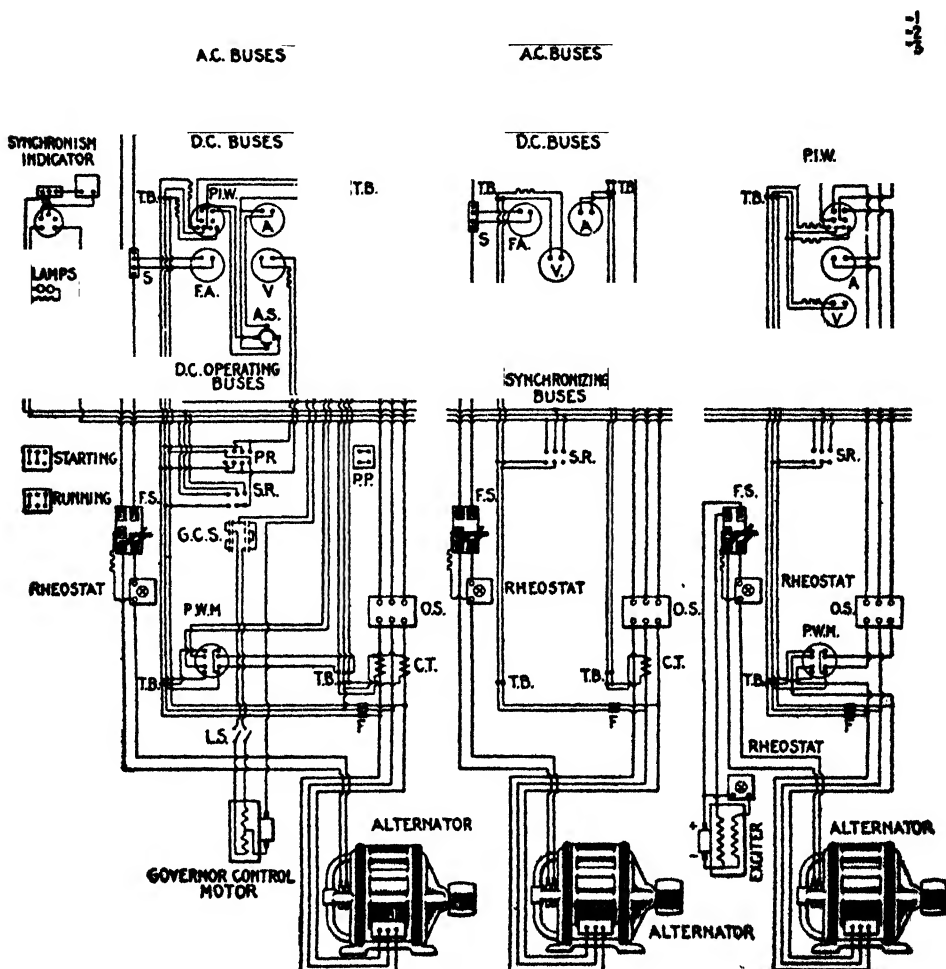 A.C. BUSES
A.C. BUSES
D.C. BUSES
D.C. BUSES
SYNCHRONISM
INDICATOR
P.I.W.
T.B.
P.I.W.
T.B.
T.B.
T.B.
T.B.
A
A
S
F.A.
S
F.A.
V
V.
A
V
LAMPS
A.S.
D.C. OPERATING
BUSES
SYNCHRONIZING
BUSES
STARTING
P.R.
P.P.
S.R.
S.R.
S.R.
RUNNING
F.S.
F.S.
F.S.
G.C.S.
RHEOSTAT
RHEOSTAT
RHEOSTAT
P.W.M
O.S.
O.S.
O.S.
P.W.M.
C.T.
C.T.
T.B.
T.B.
T.B.
T.B.
F
F
F
L.S.
RHEOSTAT
+
-
EXCITER
ALTERNATOR
ALTERNATOR
ALTERNATOR
GOVERNOR CONTROL
MOTOR